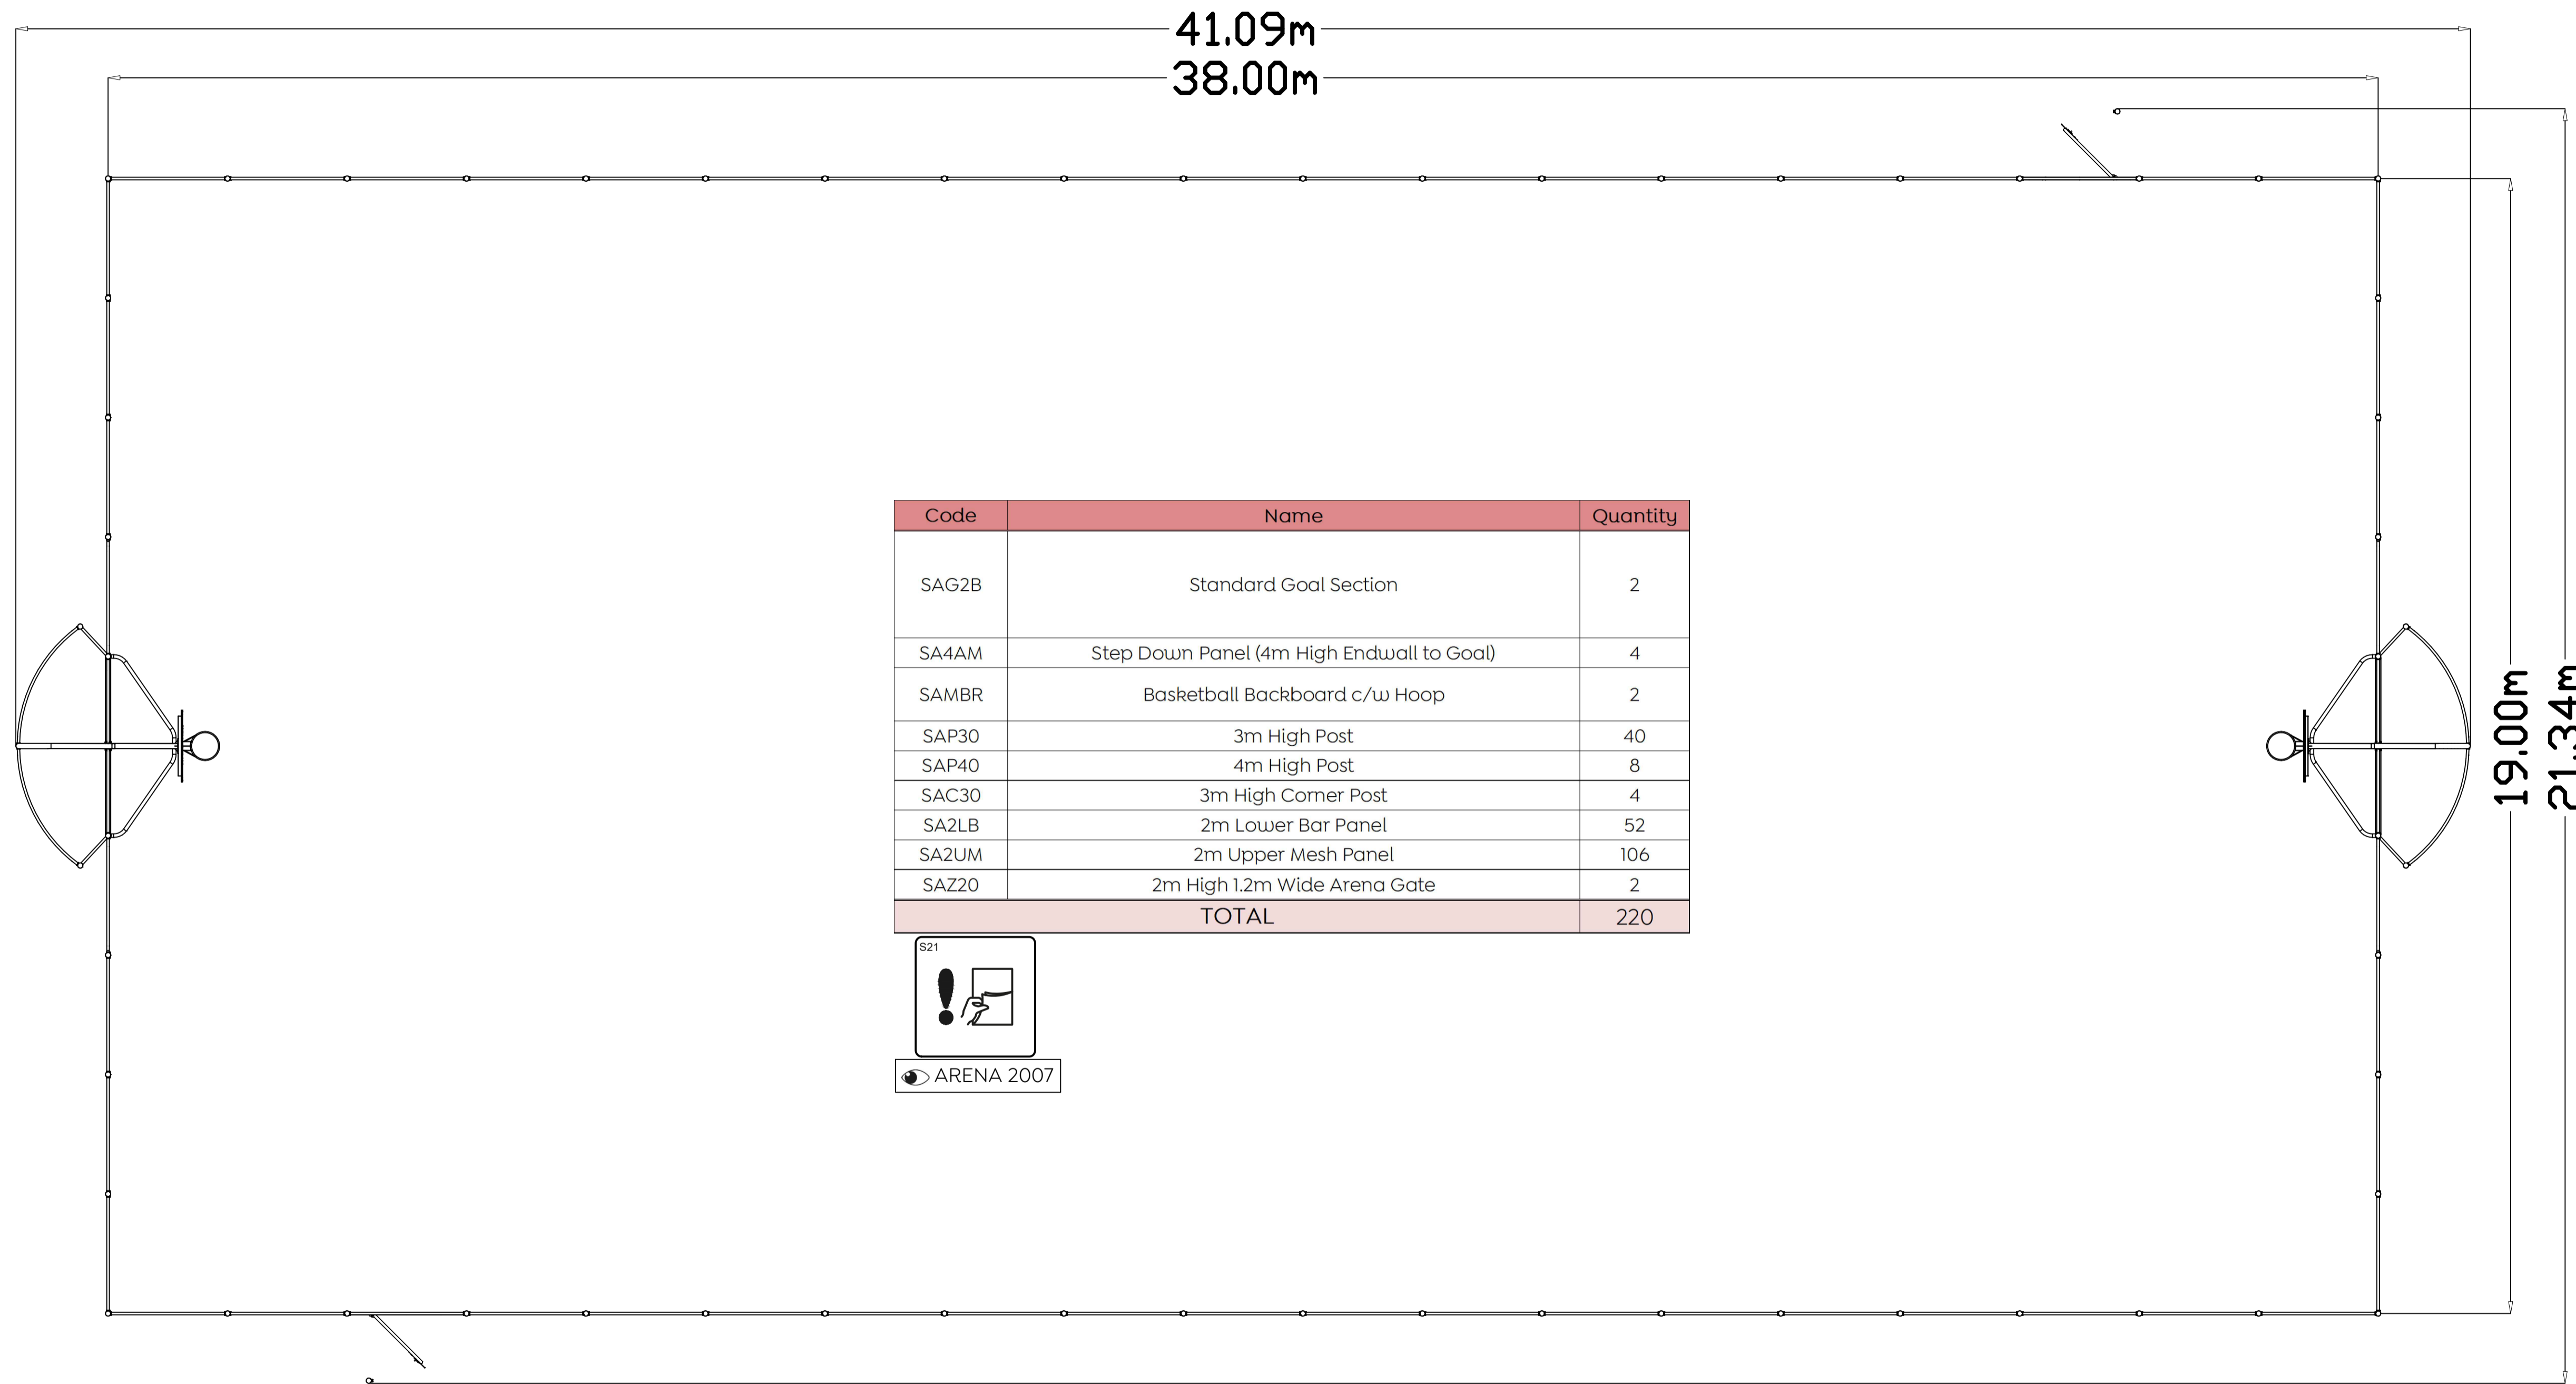 41.09m
38.00m
Code Name Quantity
SAG2B Standard Goal Section 2
SA4AM Step Down Panel (4m High Endwall to Goal) 4
SAMBR Basketball Backboard c/w Hoop 2
SAP30 3m High Post 40
SAP40 4m High Post 8
SAC30 3m High Corner Post 4
SA2LB 2m Lower Bar Panel 52
SA2UM 2m Upper Mesh Panel 106
SAZ20 2m High 1.2m Wide Arena Gate 2
TOTAL 220
S21
ARENA 2007
19.00m
21.34m